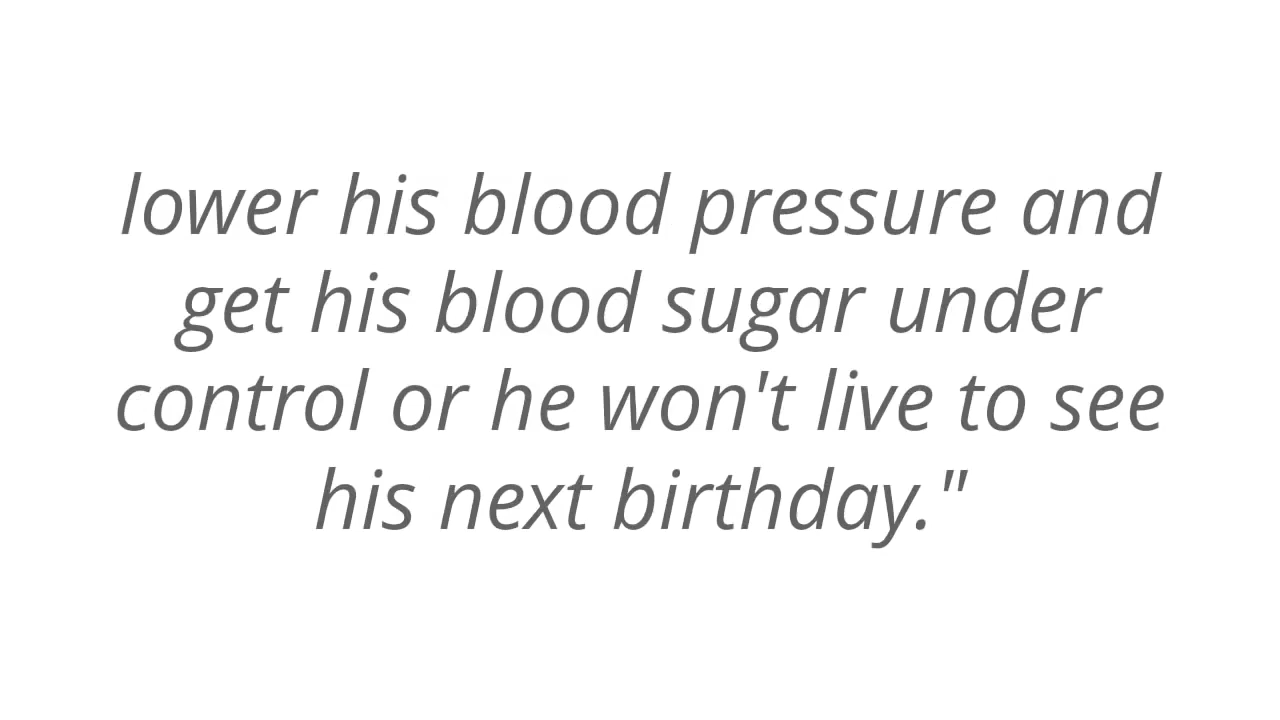 lower his blood pressure and
get his blood sugar under
control or he won't live to see
his next birthday."